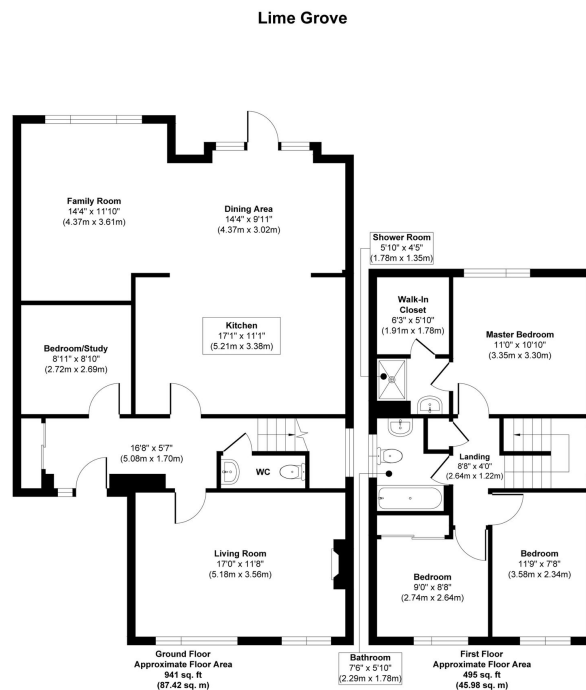 Lime Grove
Family Room
14'4" x 11'10"
(4.37m x 3.61m)
Dining Area
14'4" x 9'11"
(4.37m x 3.02m)
Shower Room
5'10" x 4'5"
(1.78m x 1.35m)
Walk-In
Closet
6'3" x 5'10"
(1.91m x 1.78m)
Master Bedroom
11'0" x 10'10"
(3.35m x 3.30m)
Kitchen
17'1" x 11'1"
(5.21m x 3.38m)
Bedroom/Study
8'11" x 8'10"
(2.72m x 2.69m)
16'8" x 5'7"
(5.08m x 1.70m)
WC
Landing
8'8" x 4'0"
(2.64m x 1.22m)
Living Room
17'0" x 11'8"
(5.18m x 3.56m)
Bedroom
9'0" x 8'8"
(2.74m x 2.64m)
Bedroom
11'9" x 7'8"
(3.58m x 2.34m)
Ground Floor
Approximate Floor Area
941 sq. ft
(87.42 sq. m)
Bathroom
7'6" x 5'10"
(2.29m x 1.78m)
First Floor
Approximate Floor Area
495 sq. ft
(45.98 sq. m)